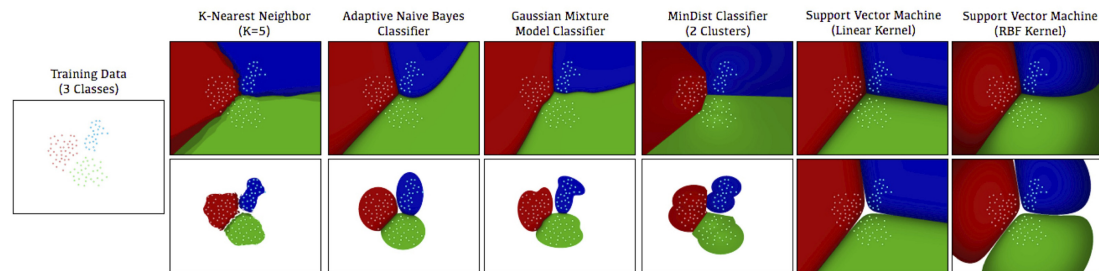 Training Data
(3 Classes)
K-Nearest Neighbor
(K=5)
Adaptive Naive Bayes
Classifier
Gaussian Mixture
Model Classifier
MinDist Classifier
(2 Clusters)
Support Vector Machine
(Linear Kernel)
Support Vector Machine
(RBF Kernel)